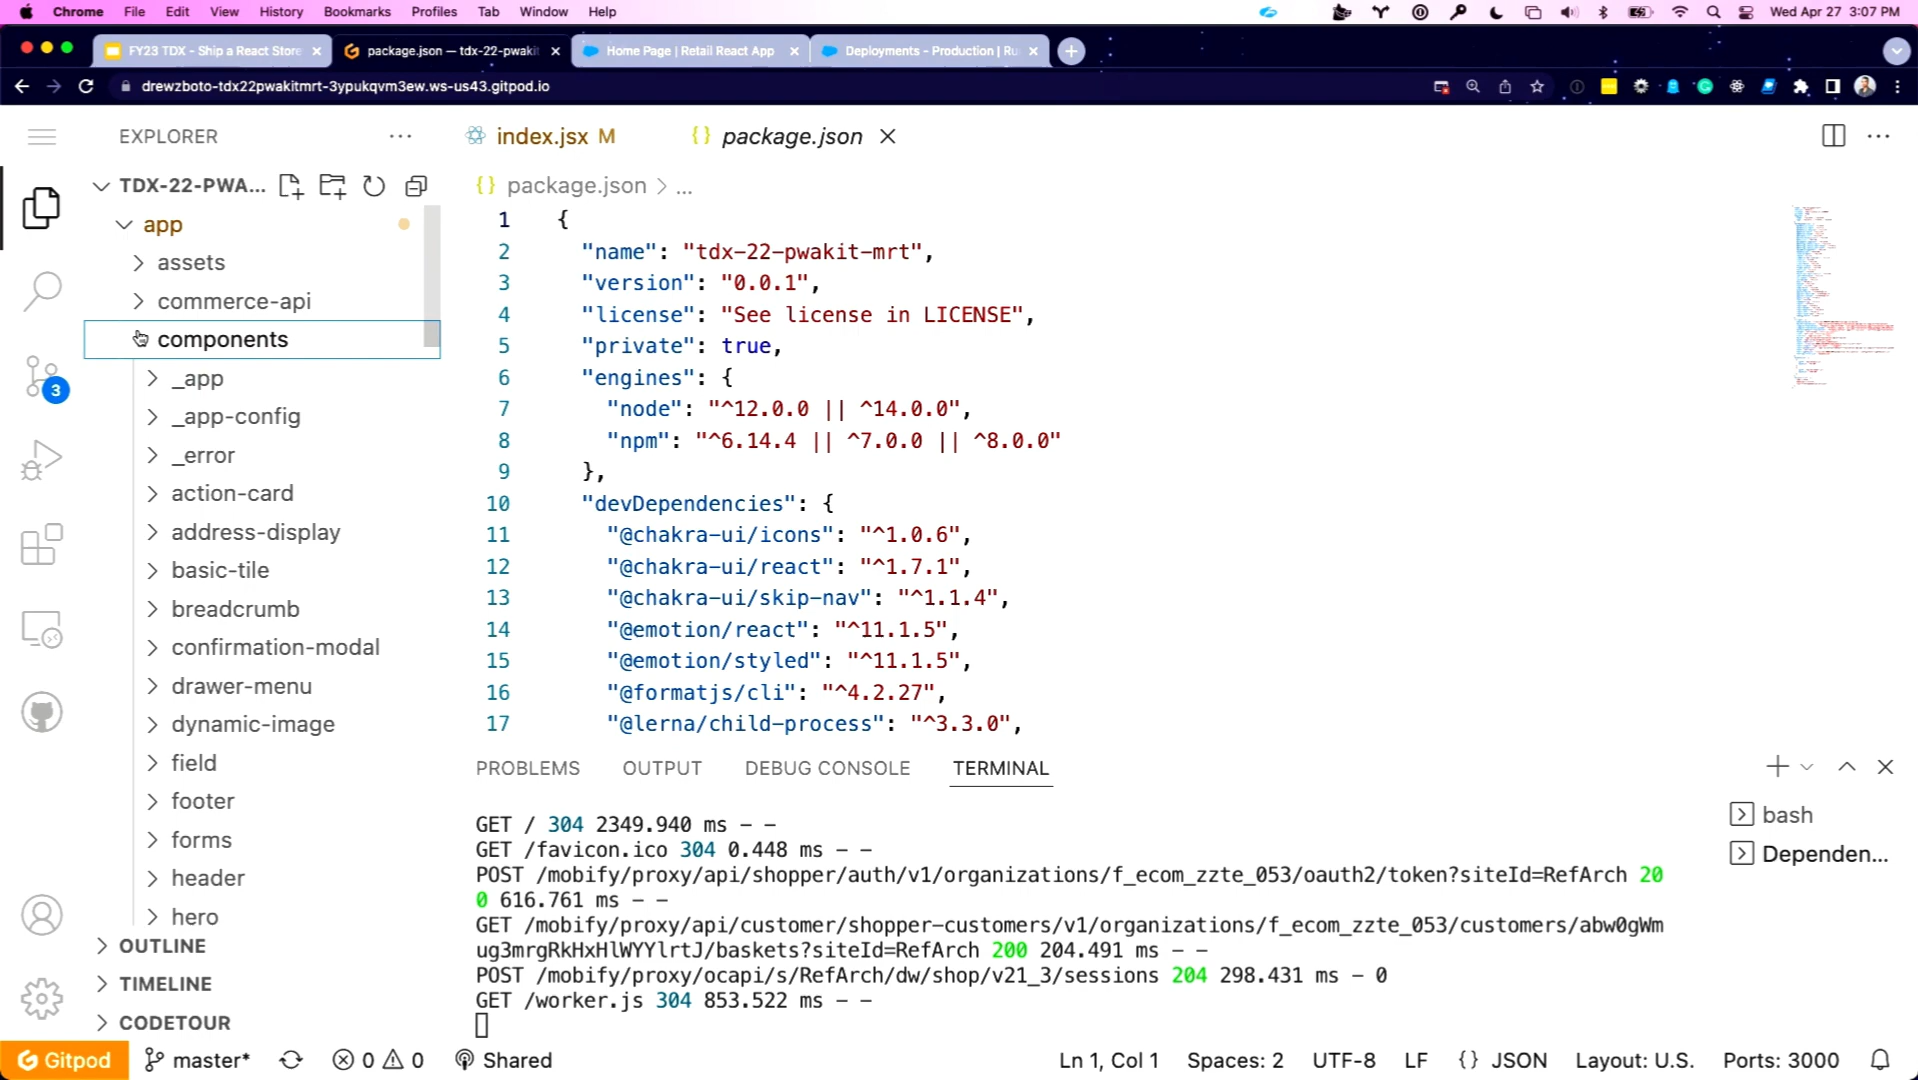 Chrome File Edit View History Bookmarks Profiles Tab Window Help Wed Apr 27 3:07 PM
FY23 TDX - Ship a React Store package.json — tdx-22-pwakit Home Page | Retail React App Deployments - Production | Ru
drewzboto-tdx22pwakitmrt-3ypukqvm3ew.ws-us43.gitpod.io
EXPLORER
index.jsx M
{} package.json
TDX-22-PWA...
{} package.json > ...
app
assets
commerce-api
components
_app
_app-config
_error
action-card
address-display
basic-tile
breadcrumb
confirmation-modal
drawer-menu
dynamic-image
field
footer
forms
header
hero
OUTLINE
TIMELINE
CODETOUR
3
1 {
2 "name": "tdx-22-pwakit-mrt",
3 "version": "0.0.1",
4 "license": "See license in LICENSE",
5 "private": true,
6 "engines": {
7 "node": "^12.0.0 || ^14.0.0",
8 "npm": "^6.14.4 || ^7.0.0 || ^8.0.0"
9 },
10 "devDependencies": {
11 "@chakra-ui/icons": "^1.0.6",
12 "@chakra-ui/react": "^1.7.1",
13 "@chakra-ui/skip-nav": "^1.1.4",
14 "@emotion/react": "^11.1.5",
15 "@emotion/styled": "^11.1.5",
16 "@formatjs/cli": "^4.2.27",
17 "@lerna/child-process": "^3.3.0",
PROBLEMS OUTPUT DEBUG CONSOLE TERMINAL
GET / 304 2349.940 ms - -
GET /favicon.ico 304 0.448 ms - -
POST /mobify/proxy/api/shopper/auth/v1/organizations/f_ecom_zzte_053/oauth2/token?siteId=RefArch 20
0 616.761 ms - -
GET /mobify/proxy/api/customer/shopper-customers/v1/organizations/f_ecom_zzte_053/customers/abw0gWm
ug3mrgRkHxHlWYYlrtJ/baskets?siteId=RefArch 200 204.491 ms - -
POST /mobify/proxy/ocapi/s/RefArch/dw/shop/v21_3/sessions 204 298.431 ms - 0
GET /worker.js 304 853.522 ms - -
bash
Dependen...
Gitpod master* 0 0 Shared Ln 1, Col 1 Spaces: 2 UTF-8 LF {} JSON Layout: U.S. Ports: 3000